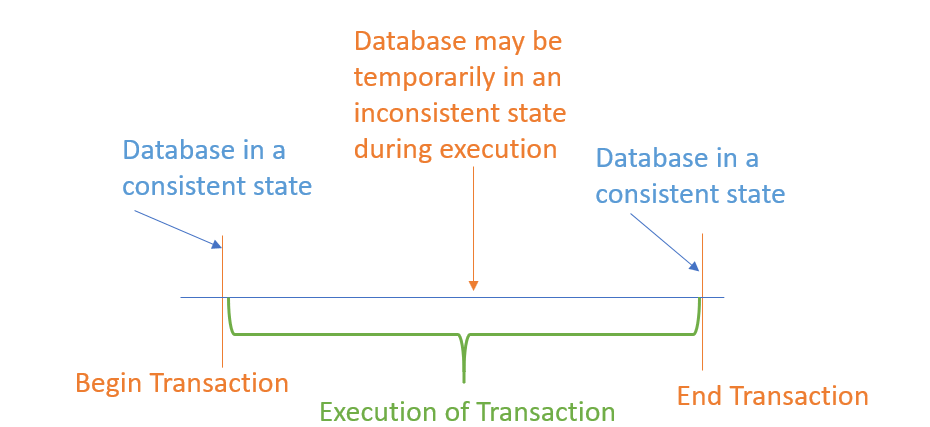 Database may be
temporarily in an
inconsistent state
during execution
Database in a
consistent state
Database in a
consistent state
Begin Transaction
Execution of Transaction
End Transaction